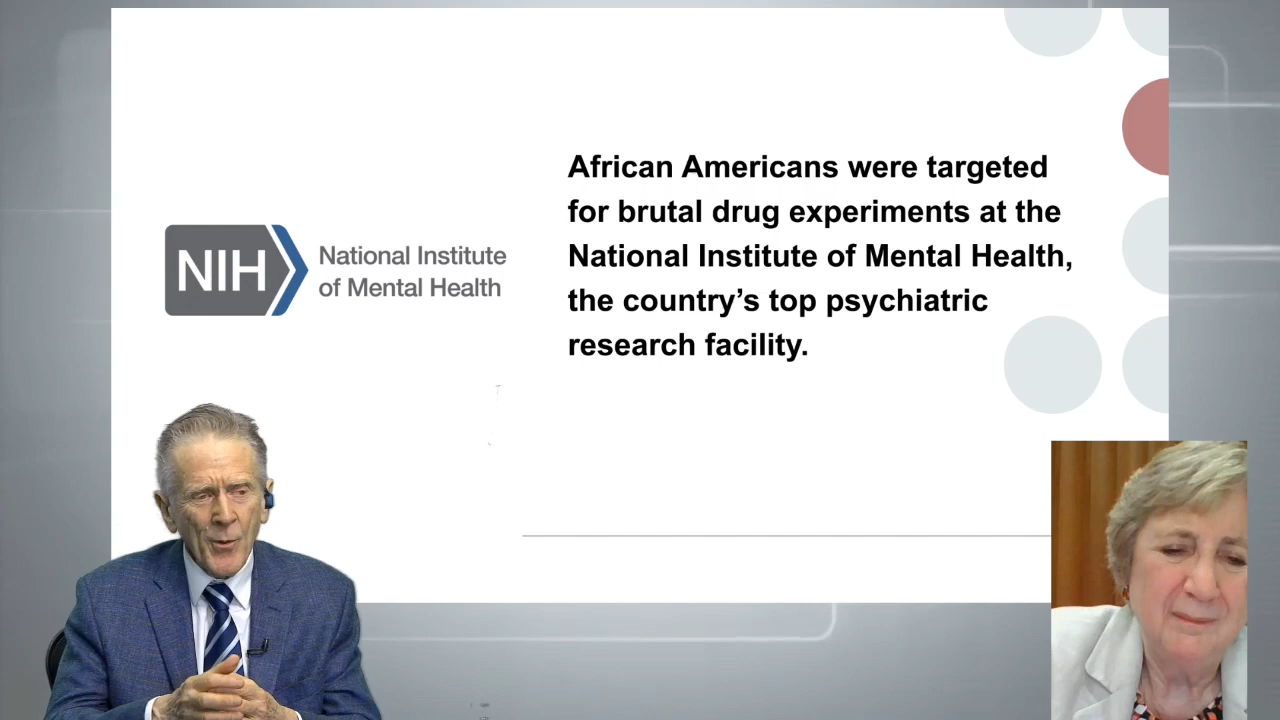 NIH
National Institute
of Mental Health
African Americans were targeted
for brutal drug experiments at the
National Institute of Mental Health,
the country’s top psychiatric
research facility.